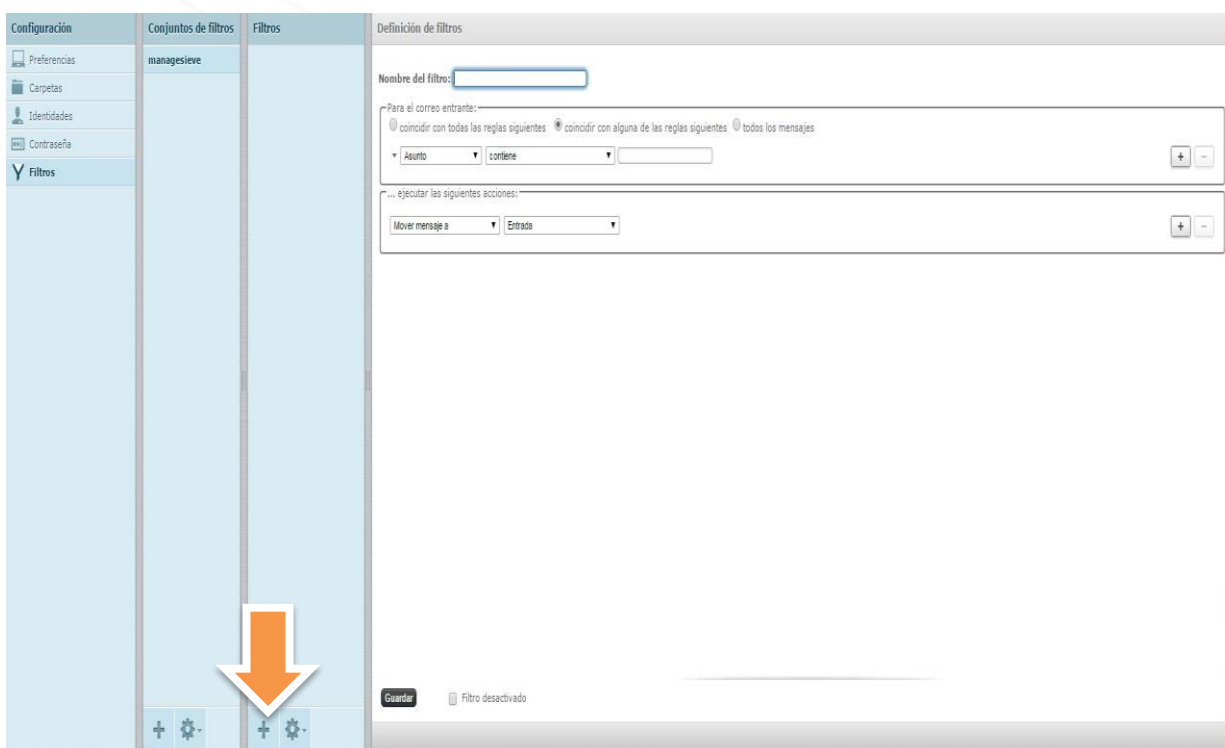 Configuración
Preferencias
Carpetas
Identidades
Contraseña
Filtros
Conjuntos de filtros
managesieve
Filtros
Definición de filtros
Nombre del filtro:
Para el correo entrante:
coincidir con todas las reglas siguientes coincidir con alguna de las reglas siguientes todos los mensajes
Asunto contiene
+ -
... ejecutar las siguientes acciones:
Mover mensaje a Entrada
+ -
Guardar Filtro desactivado